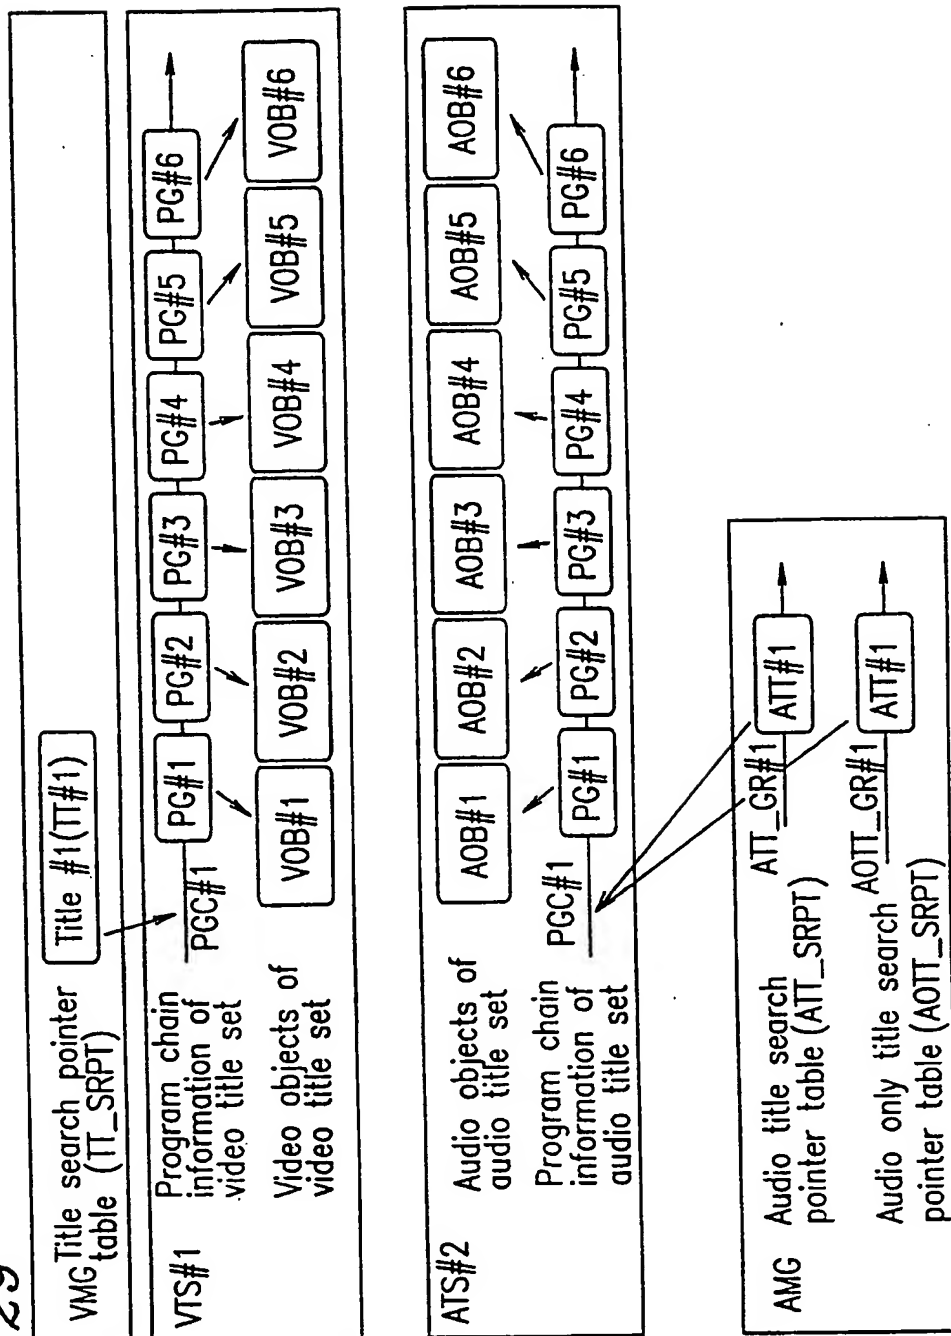 29
VMG
Title search pointer
table (TT_SRPT)
Title #1(TT#1)
VTS#1
Program chain
information of
video title set
PGC#1
PG#1
PG#2
PG#3
PG#4
PG#5
PG#6
Video objects of
video title set
VOB#1
VOB#2
VOB#3
VOB#4
VOB#5
VOB#6
ATS#2
Audio objects of
audio title set
AOB#1
AOB#2
AOB#3
AOB#4
AOB#5
AOB#6
Program chain
information of
audio title set
PGC#1
PG#1
PG#2
PG#3
PG#4
PG#5
PG#6
AMG
Audio title search
pointer table (ATT_SRPT)
ATT_GR#1
ATT#1
Audio only title search
pointer table (AOTT_SRPT)
AOTT_GR#1
ATT#1